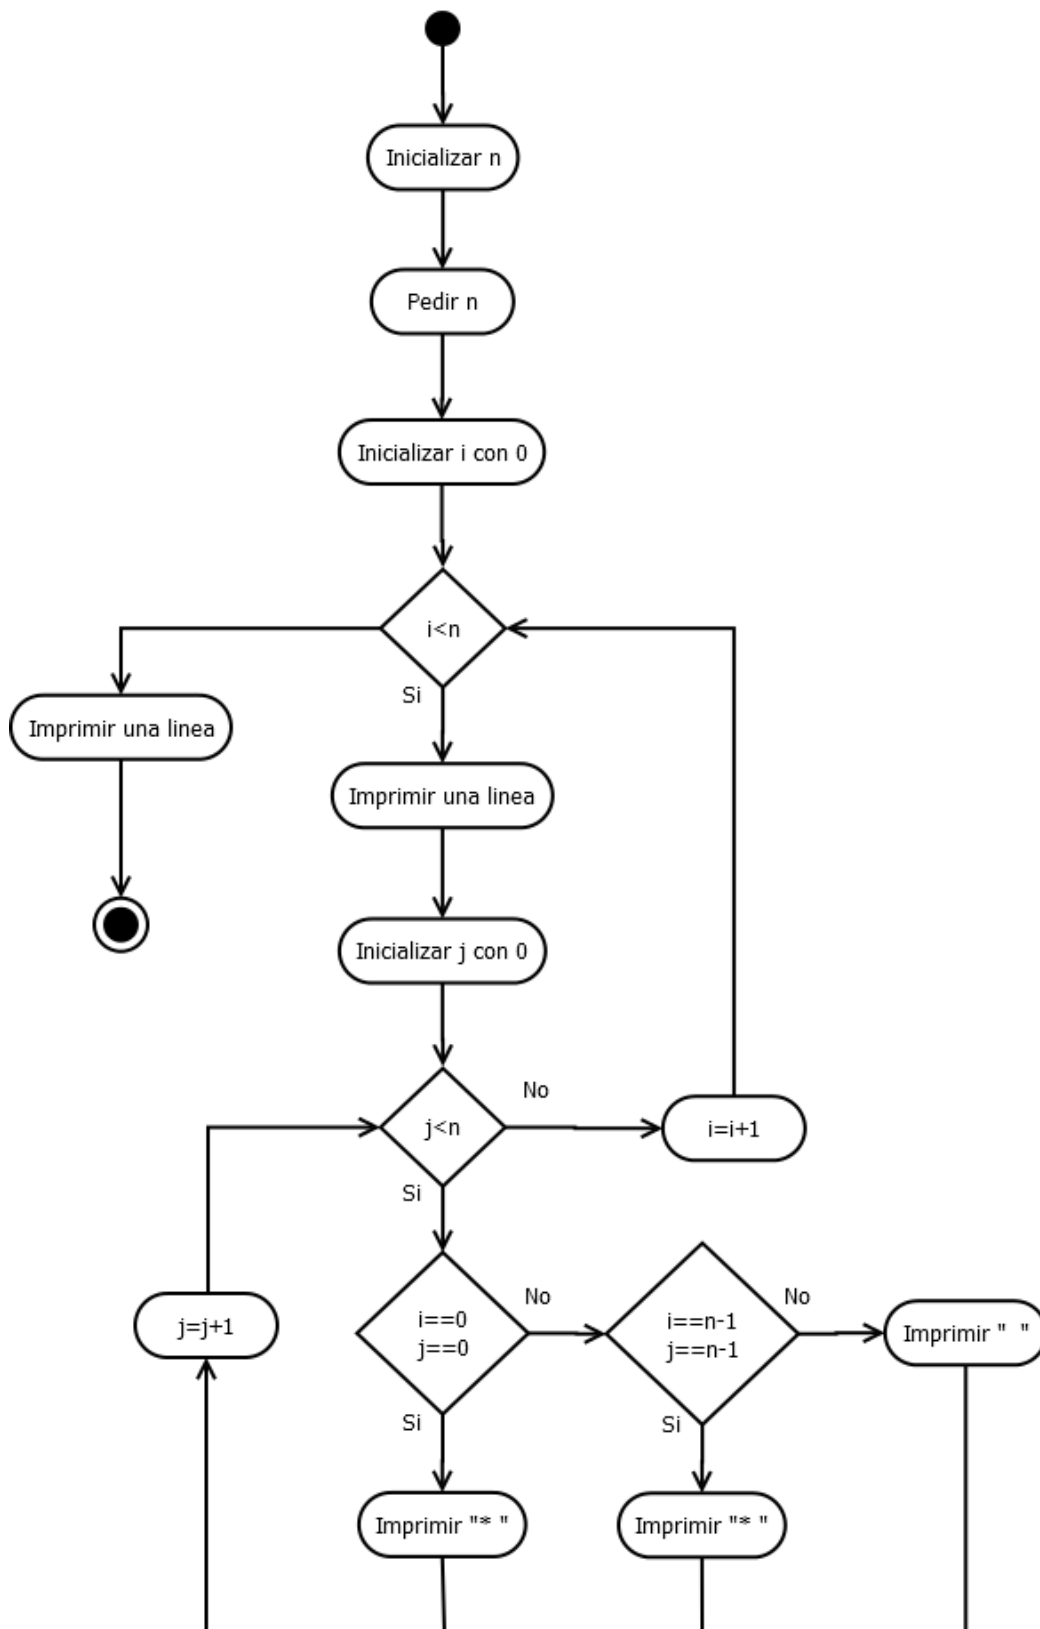 Inicializar n
Pedir n
Inicializar i con 0
i<n
Si
Imprimir una linea
Imprimir una linea
Inicializar j con 0
j<n
No
i=i+1
Si
j=j+1
i==0
j==0
No
i==n-1
j==n-1
No
Imprimir "  "
Si
Si
Imprimir "* "
Imprimir "* "